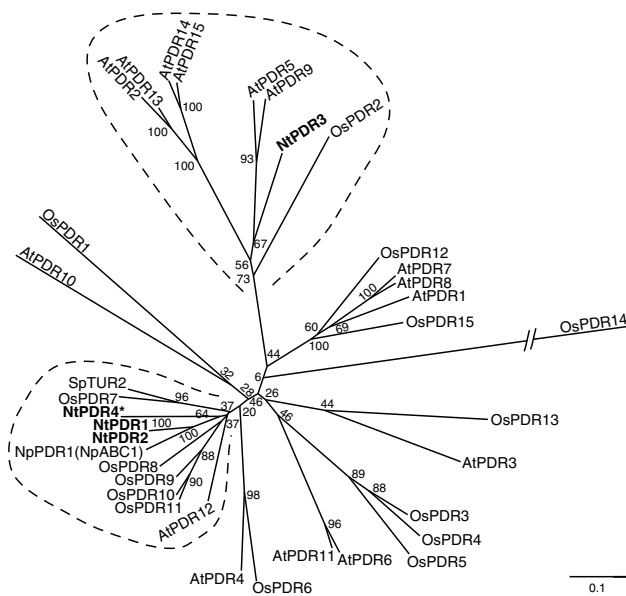 AtPDR14
AtPDR15
AtPDR13
AtPDR2
AtPDR5
AtPDR9
NtPDR3
OsPDR2
100
100
100
93
67
56
73
OsPDR1
AtPDR10
OsPDR12
AtPDR7
AtPDR8
AtPDR1
OsPDR15
100
60
69
100
OsPDR14
44
6
32
28
46
26
SpTUR2
OsPDR7
NtPDR4*
NtPDR1
NtPDR2
NpPDR1(NpABC1)
OsPDR8
OsPDR9
OsPDR10
OsPDR11
AtPDR12
96
37
64
100
100
37
88
90
20
46
44
OsPDR13
AtPDR3
89
88
OsPDR3
OsPDR4
OsPDR5
98
96
AtPDR11
AtPDR6
AtPDR4
OsPDR6
0.1